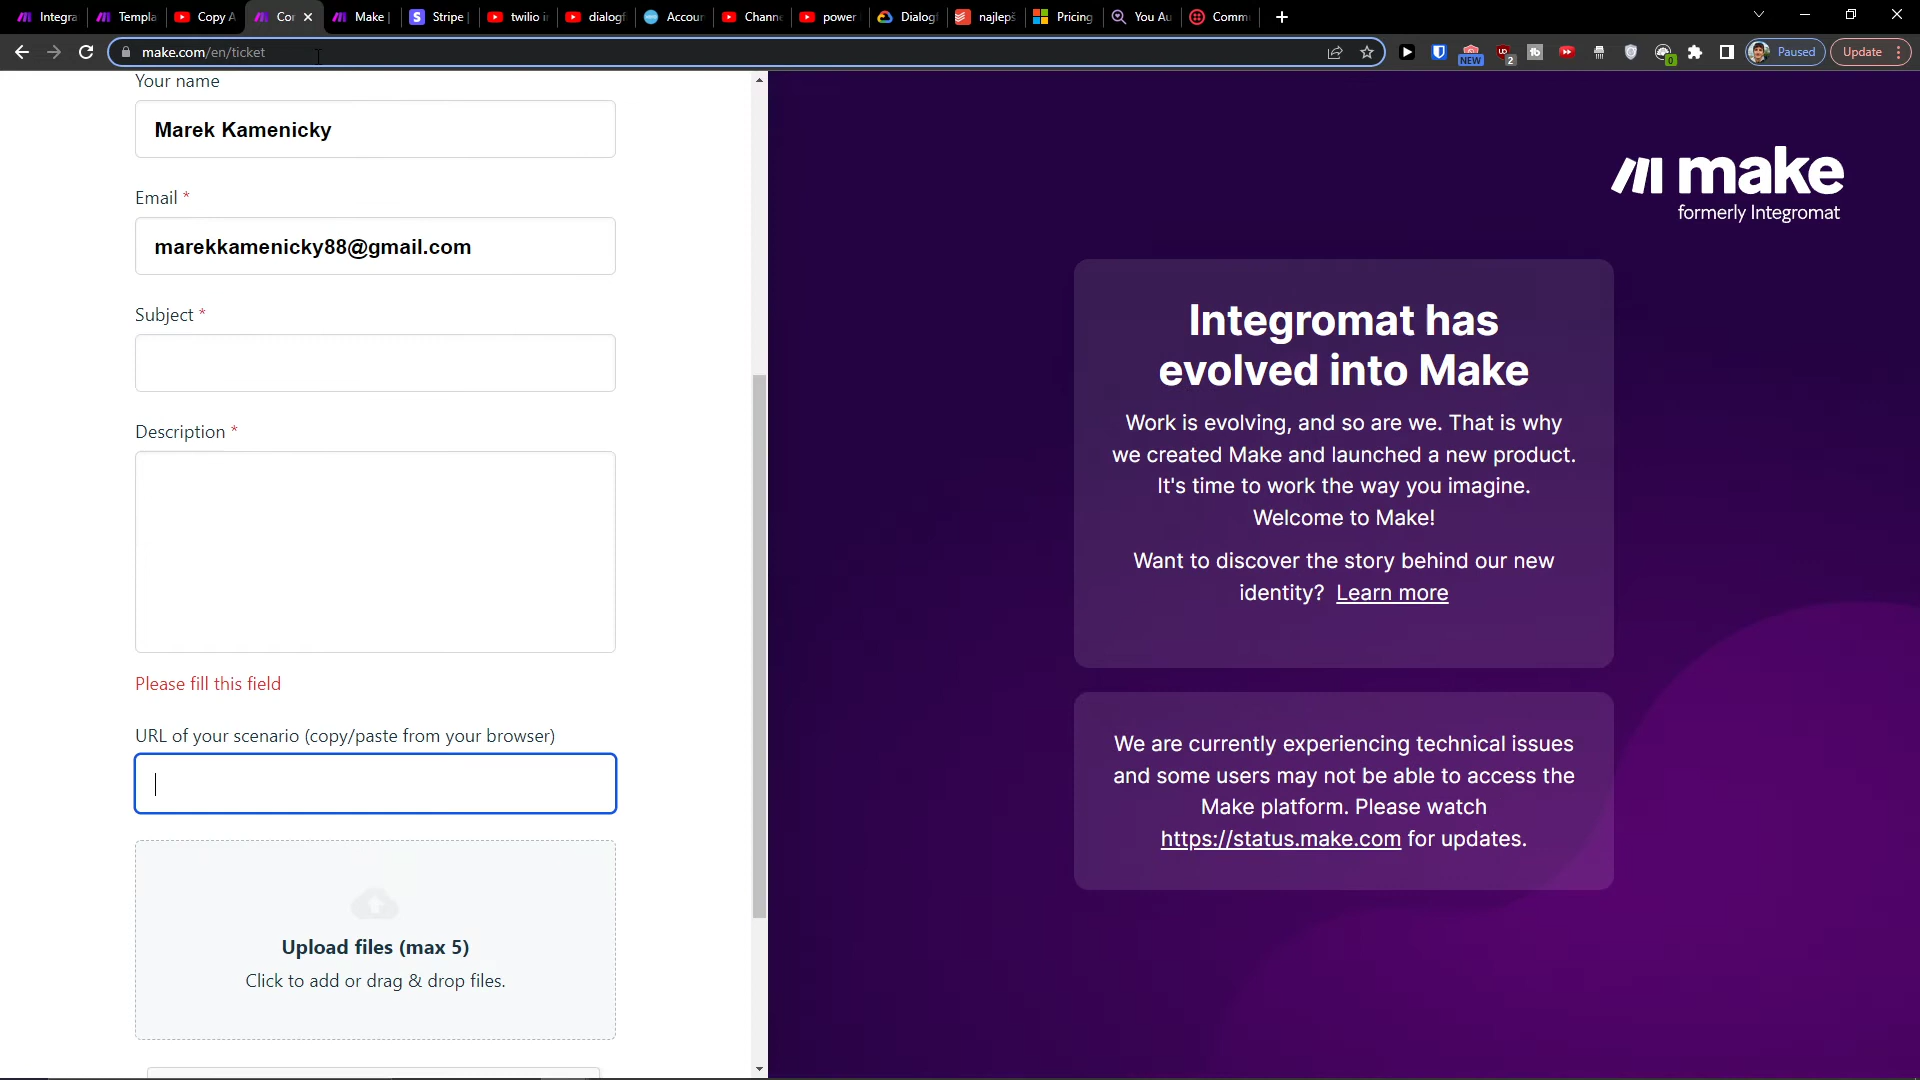 Integra
Templa
Copy A
Co
Make |
Stripe |
twilio i
dialogf
Accour
Chann
power
Dialog
najlep
Pricing
You Au
Comm
make.com/en/ticket
NEW
2
0
Paused
Update
Your name
Marek Kamenicky
Email *
marekkamenicky88@gmail.com
Subject *
Description *
Please fill this field
URL of your scenario (copy/paste from your browser)
Upload files (max 5)
Click to add or drag & drop files.
make
formerly Integromat
Integromat has
evolved into Make
Work is evolving, and so are we. That is why
we created Make and launched a new product.
It's time to work the way you imagine.
Welcome to Make!
Want to discover the story behind our new
identity? Learn more
We are currently experiencing technical issues
and some users may not be able to access the
Make platform. Please watch
https://status.make.com for updates.